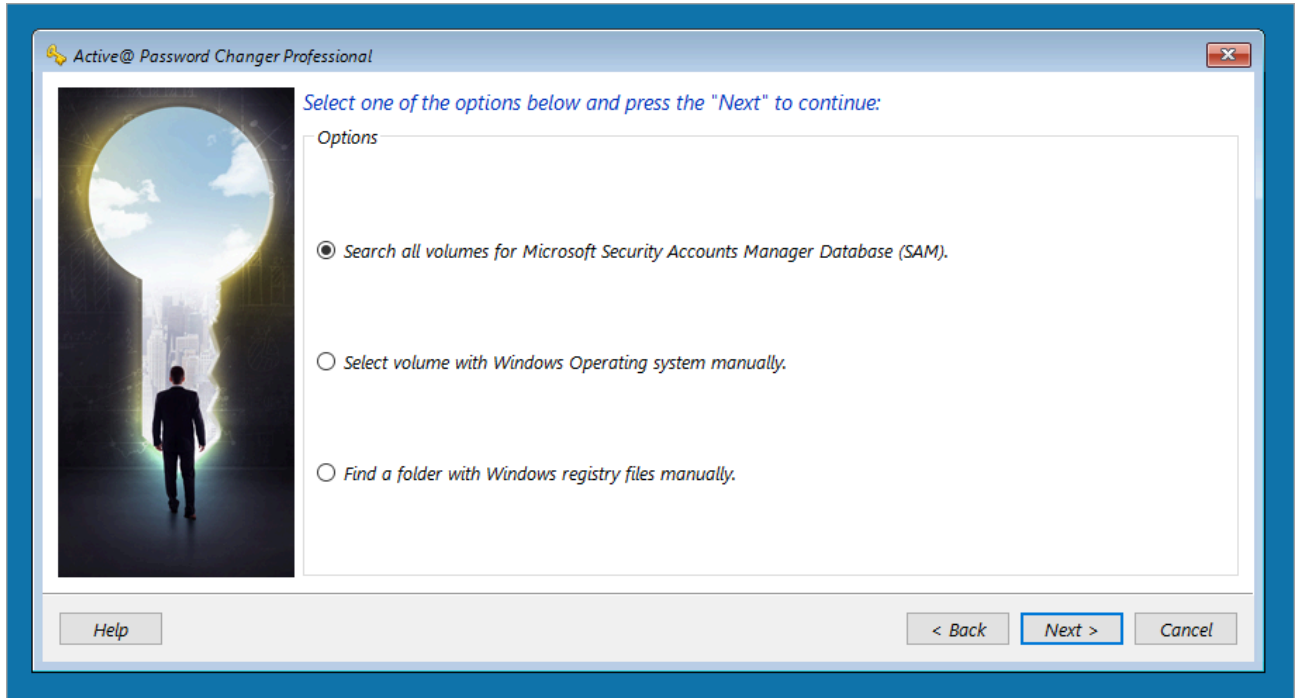 Active@ Password Changer Professional
Select one of the options below and press the "Next" to continue:
Options
Search all volumes for Microsoft Security Accounts Manager Database (SAM).
Select volume with Windows Operating system manually.
Find a folder with Windows registry files manually.
Help
< Back
Next >
Cancel